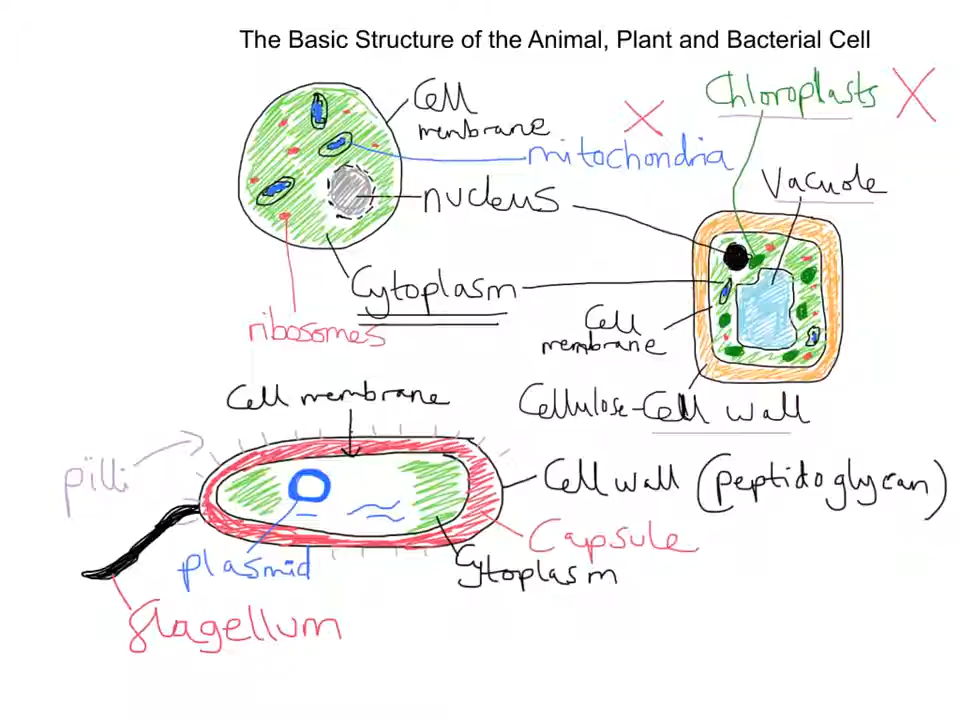 The Basic Structure of the Animal, Plant and Bacterial Cell
Cell
membrane
Chloroplasts X
X
mitochondria
Vacuole
nucleus
Cytoplasm
ribosomes
Cell
membrane
Cell membrane
Cellulose-Cell wall
pilli
Cell wall (peptidoglycan)
Capsule
plasmid
Cytoplasm
flagellum